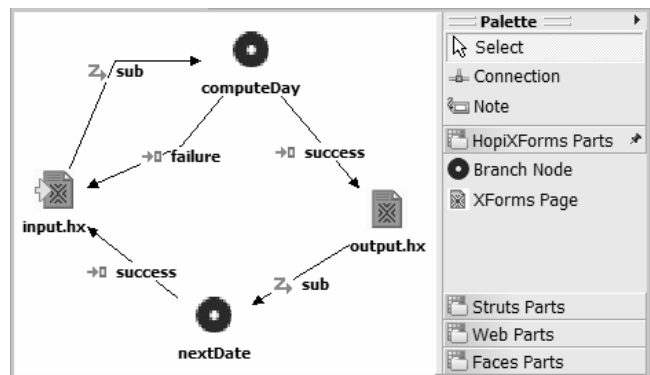 Palette
Select
sub
Connection
computeDay
Note
failure
success
HopiXForms Parts
Branch Node
XForms Page
input.hx
output.hx
success
sub
Struts Parts
nextDate
Web Parts
Faces Parts